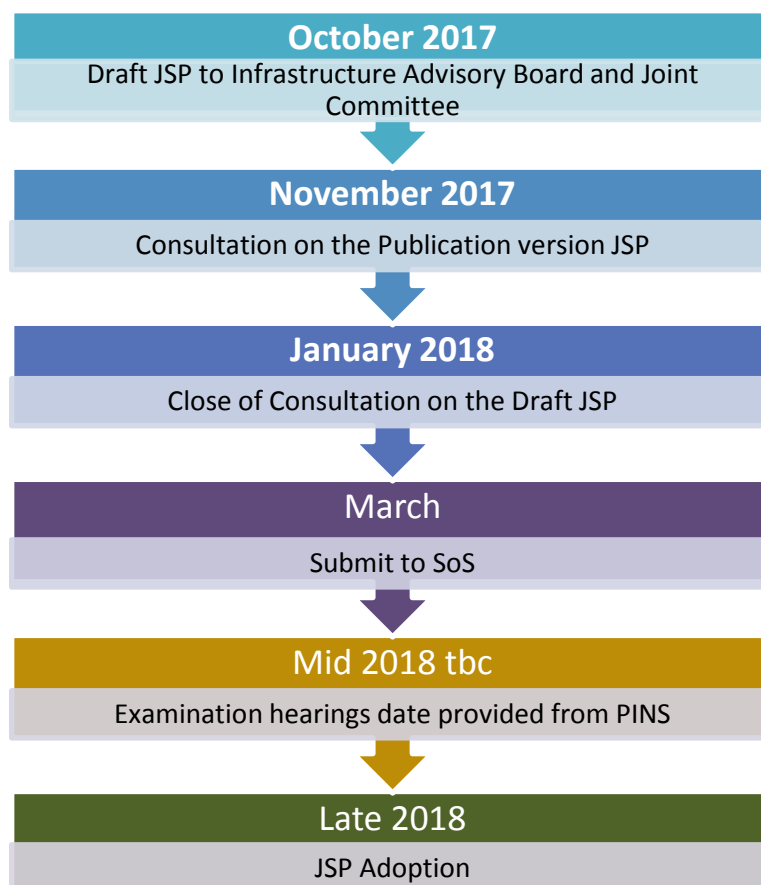 October 2017
Draft JSP to Infrastructure Advisory Board and Joint
Committee
November 2017
Consultation on the Publication version JSP
January 2018
Close of Consultation on the Draft JSP
March
Submit to SoS
Mid 2018 tbc
Examination hearings date provided from PINS
Late 2018
JSP Adoption